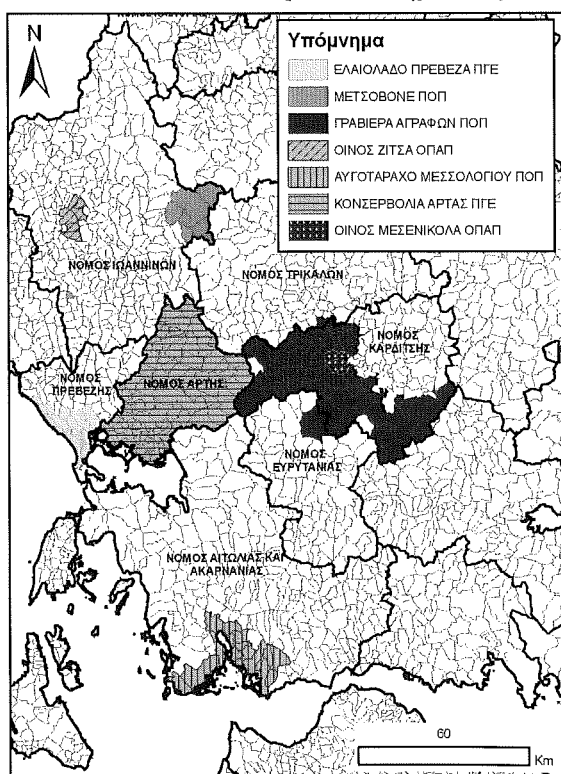 N
Υπόμνημα
ΕΛΑΙΟΛΑΔΟ ΠΡΕΒΕΖΑ ΠΓΕ
ΜΕΤΣΟΒΟΝΕ ΠΟΠ
ΓΡΑΒΙΕΡΑ ΑΓΡΑΦΩΝ ΠΟΠ
ΟΙΝΟΣ ΖΙΤΣΑ ΟΠΑΠ
ΑΥΓΟΤΑΡΑΧΟ ΜΕΣΣΟΛΟΓΙΟΥ ΠΟΠ
ΚΟΝΣΕΡΒΟΛΙΑ ΑΡΤΑΣ ΠΓΕ
ΟΙΝΟΣ ΜΕΣΕΝΙΚΟΛΑ ΟΠΑΠ
ΝΟΜΟΣ ΙΩΑΝΝΙΝΩΝ
ΝΟΜΟΣ ΤΡΙΚΑΛΩΝ
ΝΟΜΟΣ
ΚΑΡΔΙΤΣΗΣ
ΝΟΜΟΣ
ΠΡΕΒΕΖΗΣ
ΝΟΜΟΣ ΑΡΤΗΣ
ΝΟΜΟΣ
ΕΥΡΥΤΑΝΙΑΣ
ΝΟΜΟΣ ΑΙΤΩΛΙΑΣ ΚΑΙ
ΑΚΑΡΝΑΝΙΑΣ
60
Km